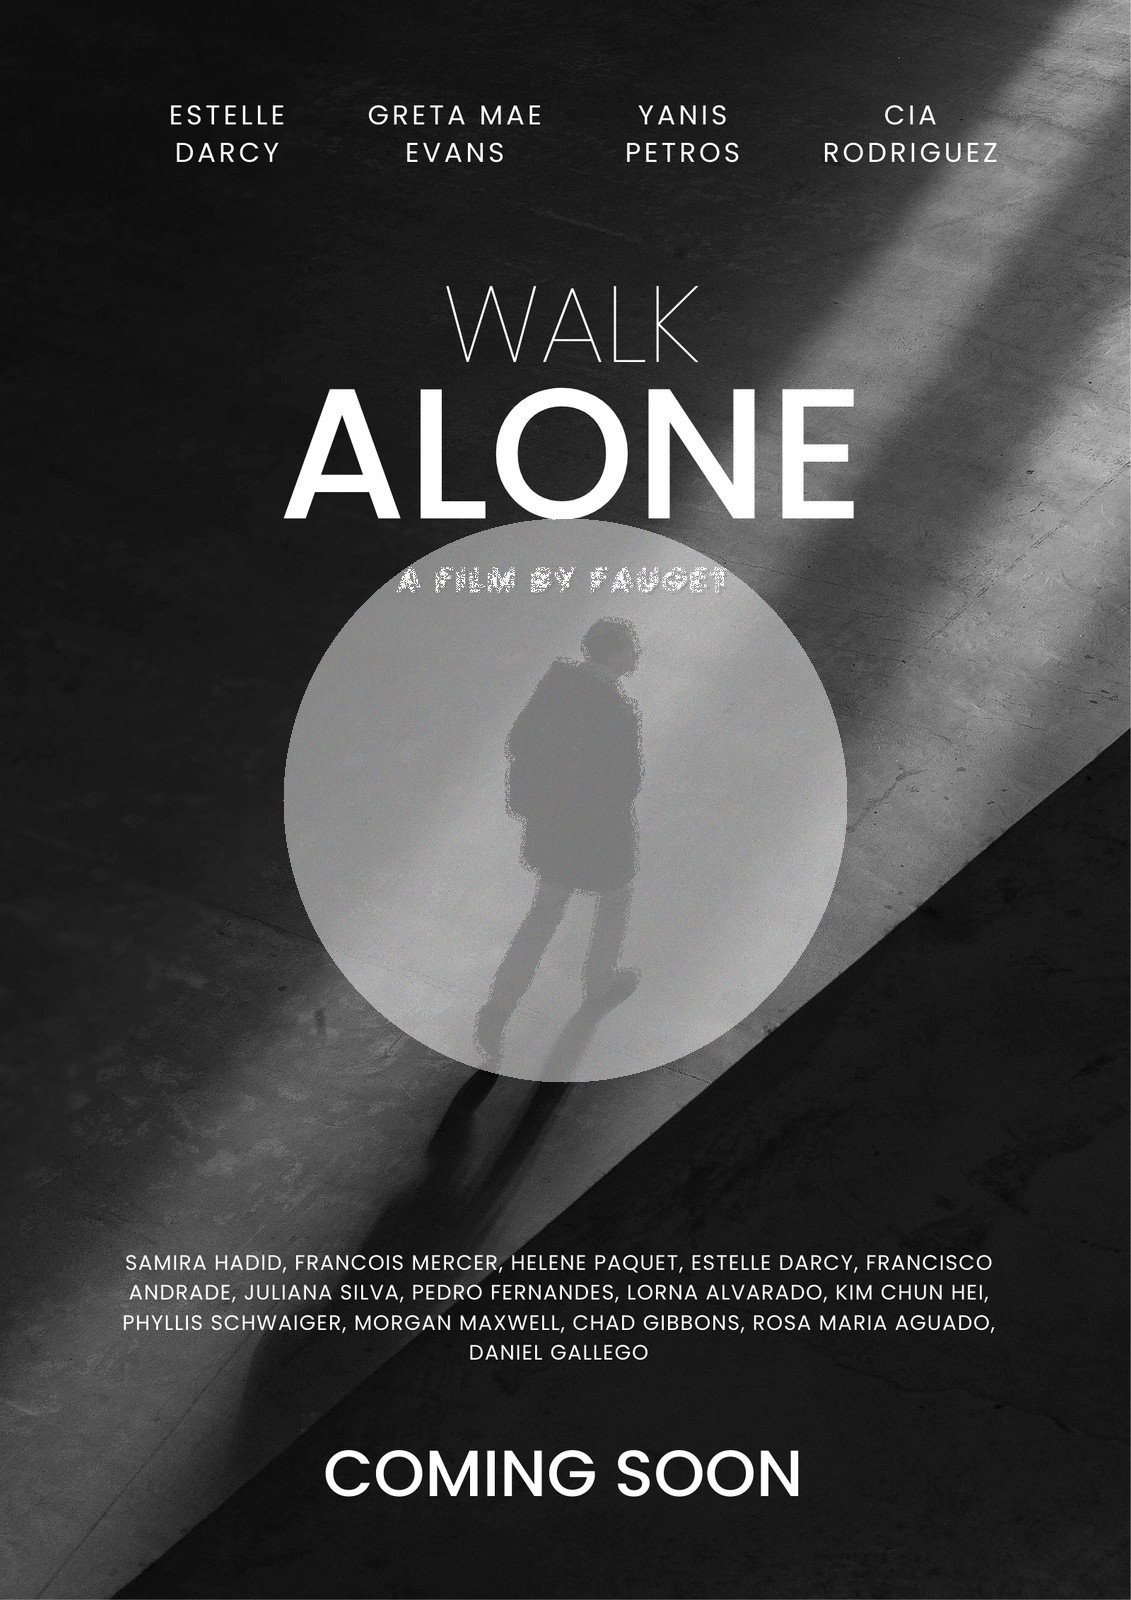 ESTELLE DARCY
GRETA MAE EVANS
YANIS PETROS
CIA RODRIGUEZ
WALK
ALONE
A FILM BY FAUGET
SAMIRA HADID, FRANCOIS MERCER, HELENE PAQUET, ESTELLE DARCY, FRANCISCO
ANDRADE, JULIANA SILVA, PEDRO FERNANDES, LORNA ALVARADO, KIM CHUN HEI,
PHYLLIS SCHWAIGER, MORGAN MAXWELL, CHAD GIBBONS, ROSA MARIA AGUADO,
DANIEL GALLEGO
COMING SOON